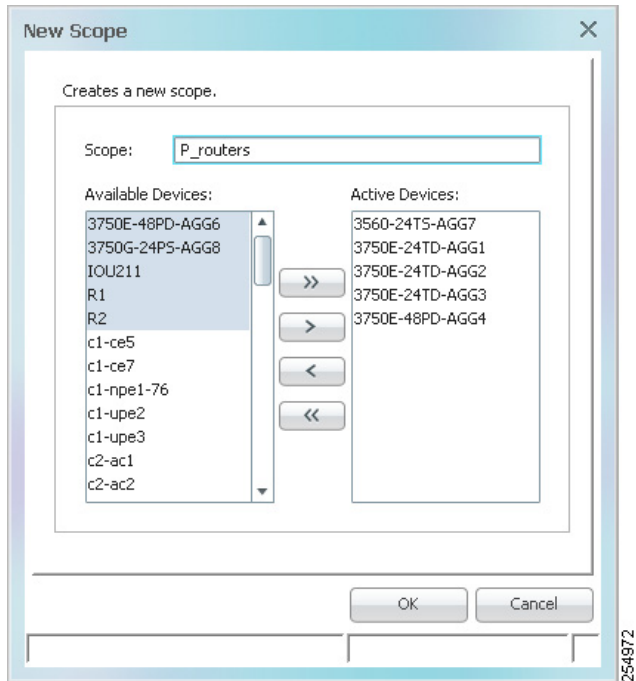 New Scope
Creates a new scope.
Scope: P_routers
Available Devices:
3750E-48PD-AGG6
3750G-24PS-AGG8
IOU211
R1
R2
c1-ce5
c1-ce7
c1-npe1-76
c1-upe2
c1-upe3
c2-ac1
c2-ac2
>>
>
<
<<
Active Devices:
3560-24TS-AGG7
3750E-24TD-AGG1
3750E-24TD-AGG2
3750E-24TD-AGG3
3750E-48PD-AGG4
OK Cancel
254972